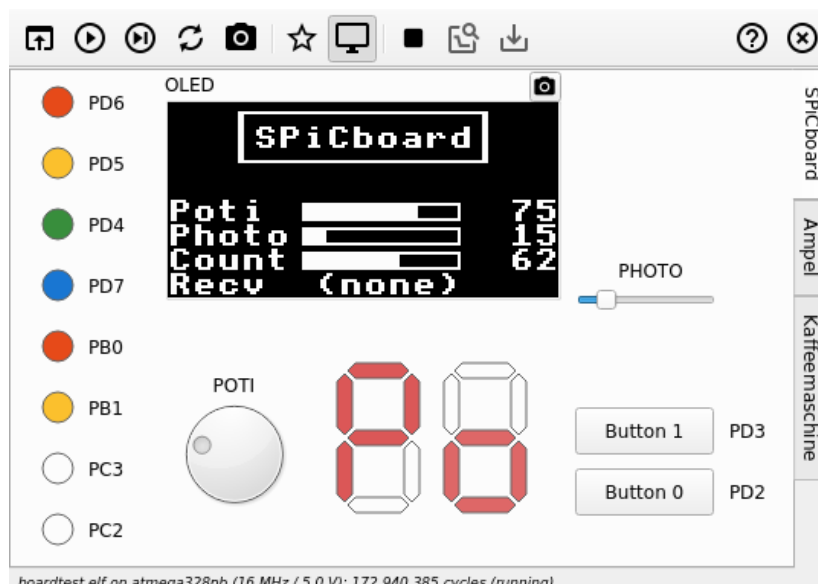 OLED
SPiCboard
Poti 75
Photo 15
Count 62
Recv (none)
PD6
PD5
PD4
PD7
PB0
PB1
PC3
PC2
POTI
Po
PHOTO
Button 1 PD3
Button 0 PD2
SPiCboard
Ampel
Kaffeemaschine
boardtest.elf on atmega328pb (16 MHz / 5.0 V): 172 940 385 cycles (running)